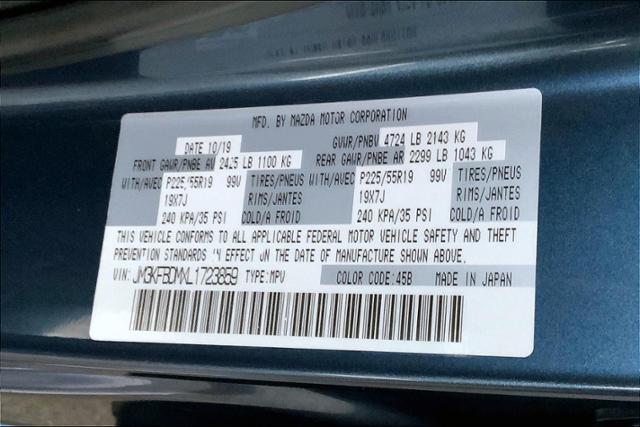 MFD. BY MAZDA MOTOR CORPORATION
DATE 10/19 GVWR/PNBV 4724 LB 2143 KG
FRONT GAWR/PNBE AV 2425 LB 1100 KG REAR GAWR/PNBE AR 2299 LB 1043 KG
WITH/AVEC P225/55R19 99V TIRES/PNEUS WITH/AVEC P225/55R19 99V TIRES/PNEUS
19X7J RIMS/JANTES 19X7J RIMS/JANTES
240 KPA/35 PSI COLD/A FROID 240 KPA/35 PSI COLD/A FROID
THIS VEHICLE CONFORMS TO ALL APPLICABLE FEDERAL MOTOR VEHICLE SAFETY AND THEFT
PREVENTION STANDARDS IN EFFECT ON THE DATE OF MANUFACTURE SHOWN ABOVE.
VIN: JM3KFBDMXL1723859 TYPE:MPV COLOR CODE:45B MADE IN JAPAN